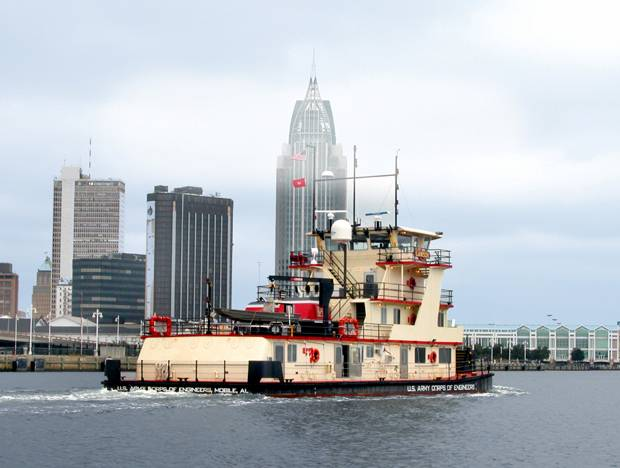 U.S. ARMY CORPS OF ENGINEERS, MOBILE, AL
U.S. ARMY CORPS OF ENGINEERS